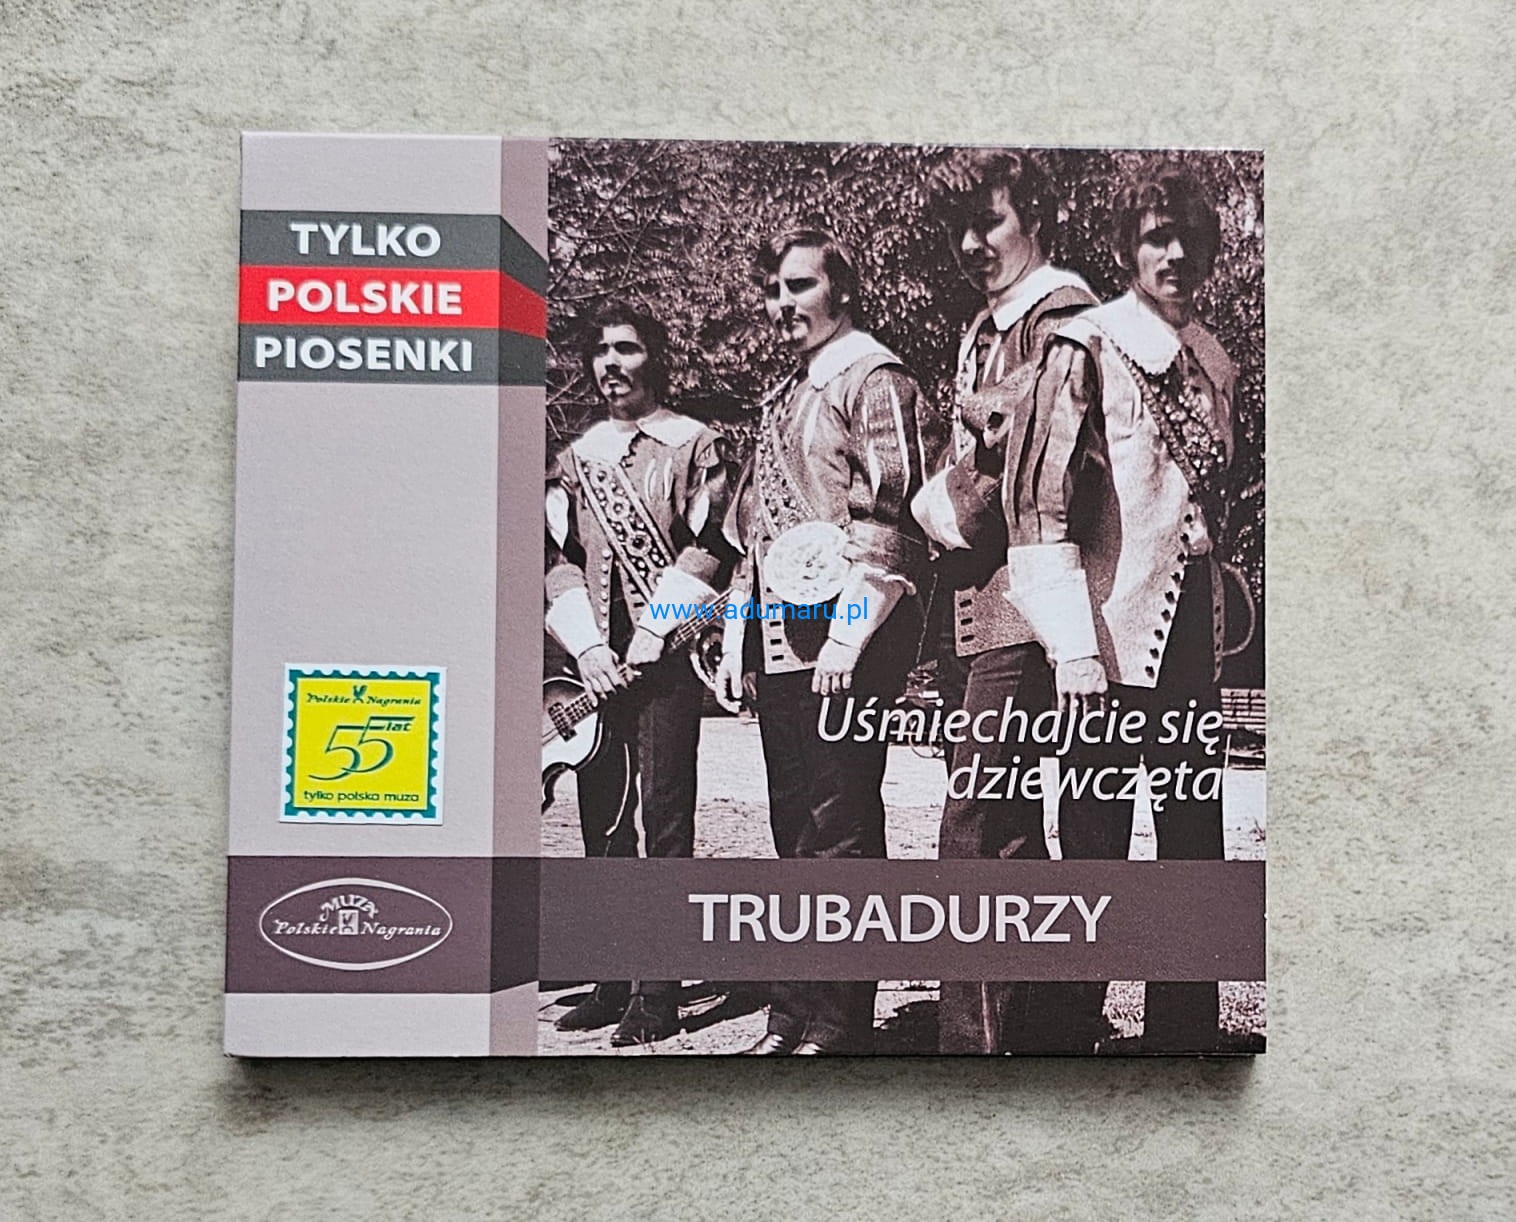 TYLKO
POLSKIE
PIOSENKI
Polskie Nagrania
55 lat
tylko polska muza
MUZA
Polskie Nagrania
www.adumaru.pl
Uśmiechajcie się
dziewczęta
TRUBADURZY